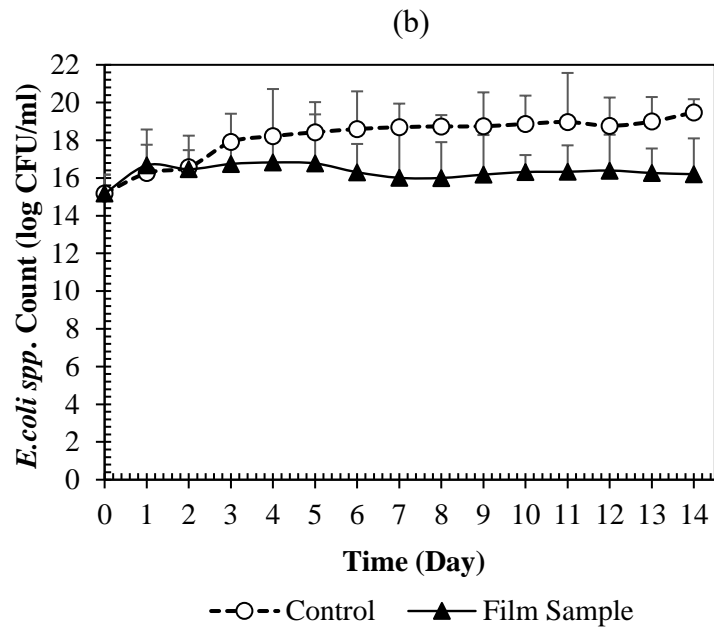 (b)
E.coli spp. Count (log CFU/ml)
22
20
18
16
14
12
10
8
6
4
2
0
0 1 2 3 4 5 6 7 8 9 10 11 12 13 14
Time (Day)
Control Film Sample